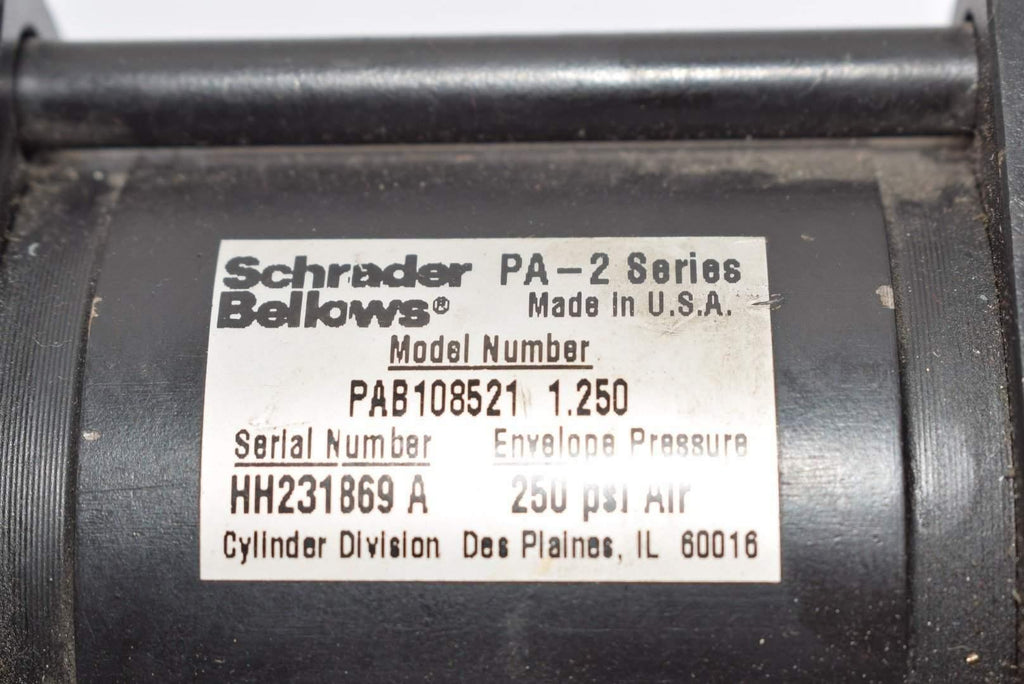 Schrader Bellows® PA-2 Series
Made In U.S.A.
Model Number
PAB108521 1.250
Serial Number Envelope Pressure
HH231869 A 250 psi Air
Cylinder Division Des Plaines, IL 60016